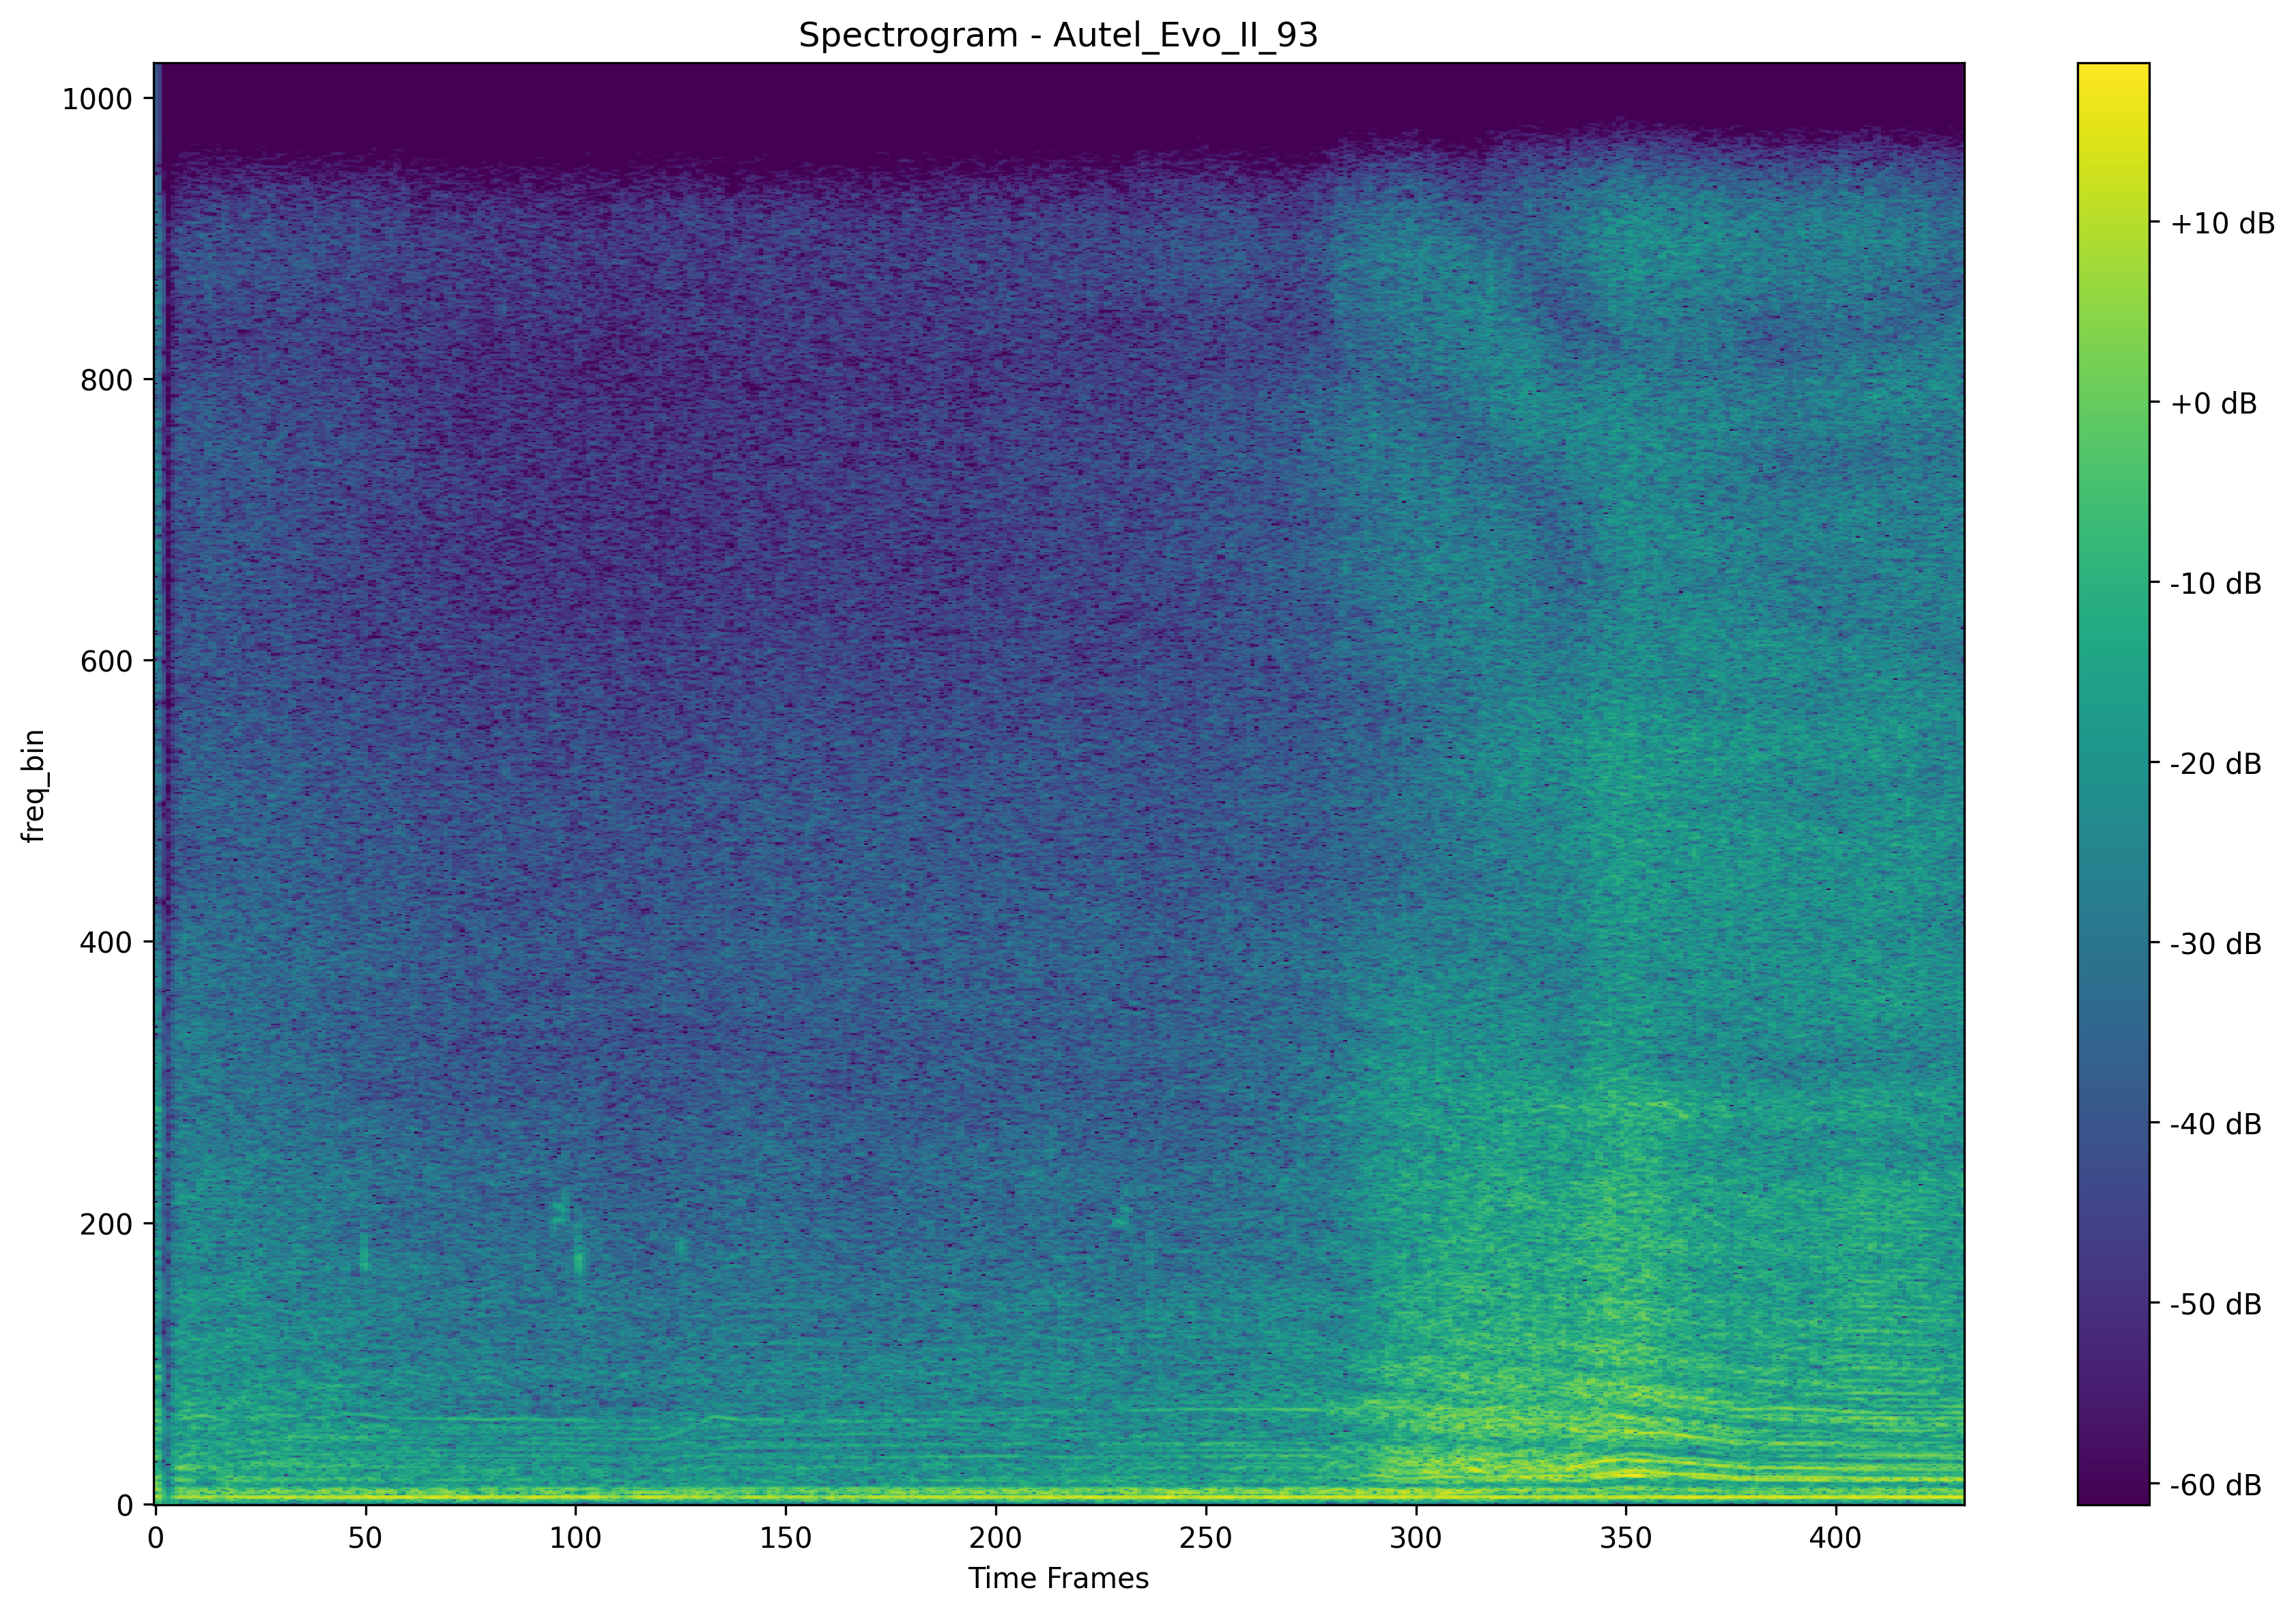 Spectrogram - Autel_Evo_II_93
1000
800
600
400
200
0
freq_bin
0 50 100 150 200 250 300 350 400
Time Frames
+10 dB
+0 dB
-10 dB
-20 dB
-30 dB
-40 dB
-50 dB
-60 dB